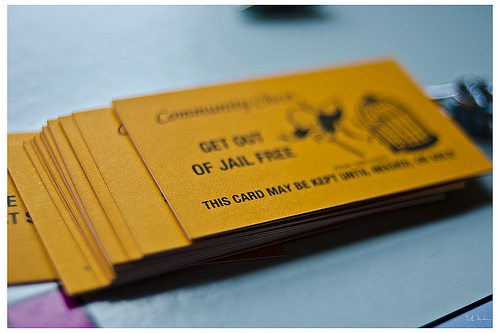 Community Chest
GET OUT
OF JAIL FREE
THIS CARD MAY BE KEPT UNTIL NEEDED, OR SOLD
E
T S